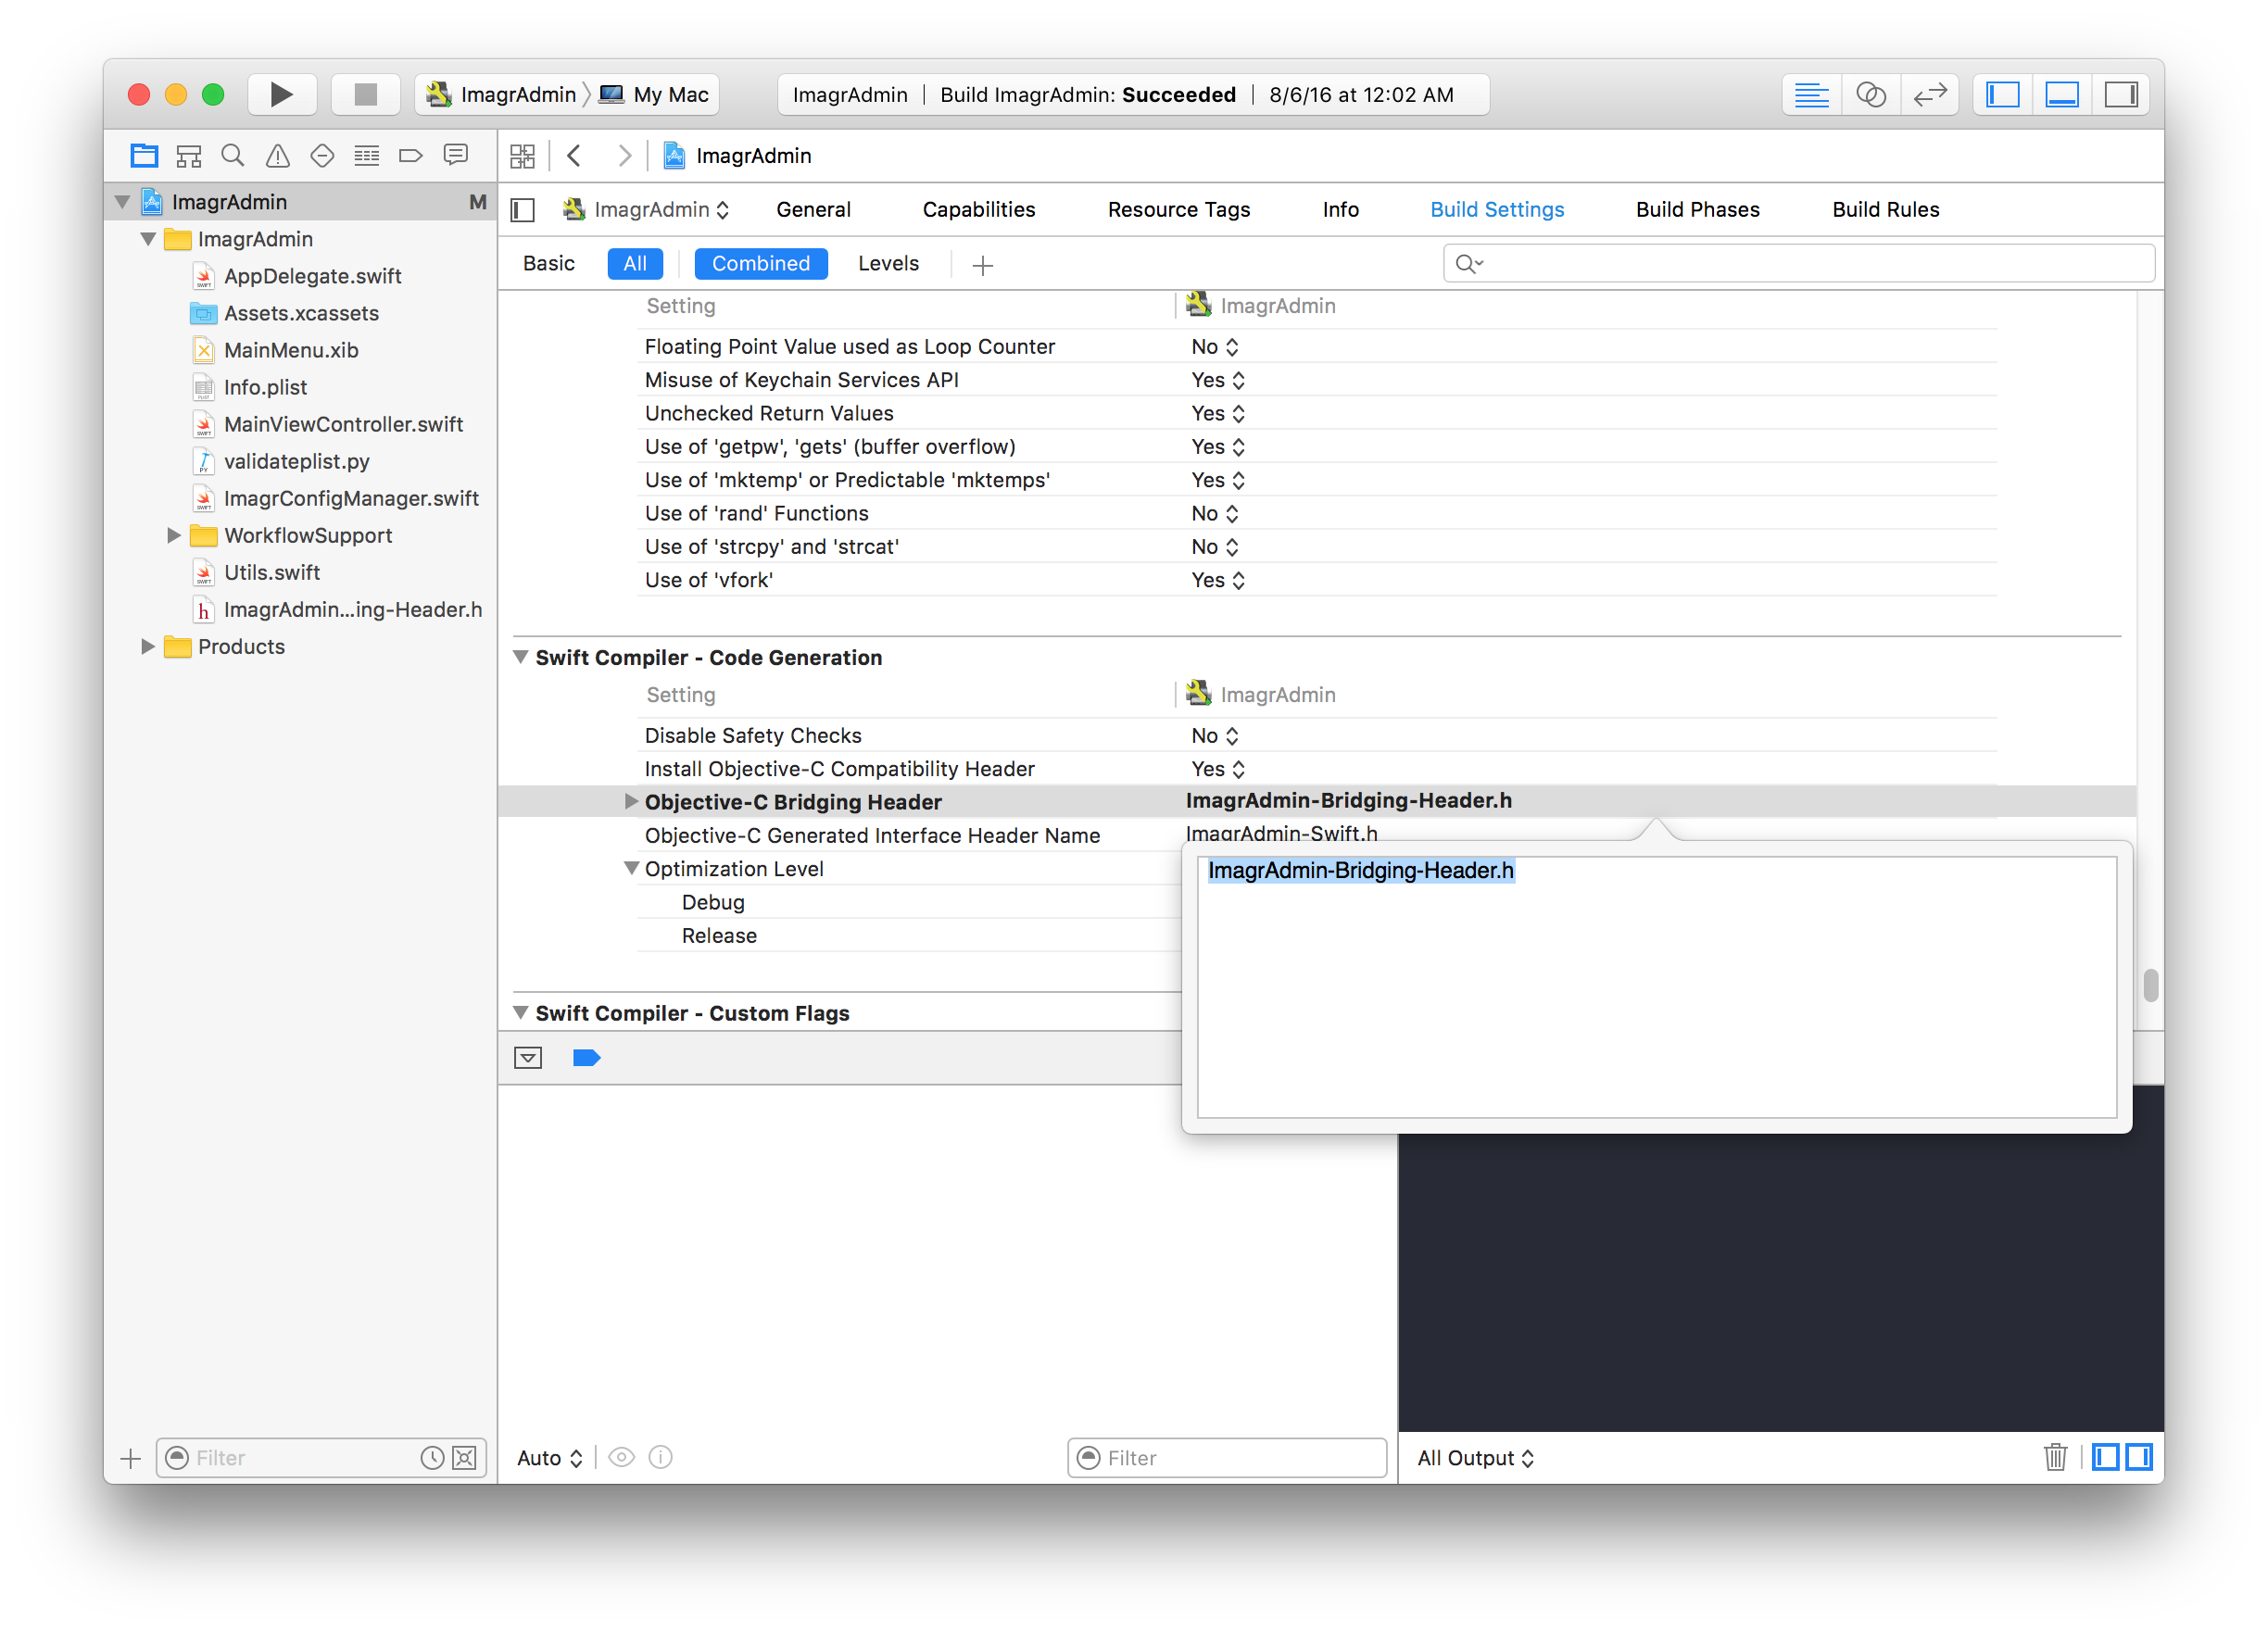 ImagrAdmin My Mac
ImagrAdmin | Build ImagrAdmin: Succeeded | 8/6/16 at 12:02 AM
ImagrAdmin
ImagrAdmin M
ImagrAdmin
AppDelegate.swift
Assets.xcassets
MainMenu.xib
Info.plist
MainViewController.swift
validateplist.py
ImagrConfigManager.swift
WorkflowSupport
Utils.swift
ImagrAdmin...ing-Header.h
Products
Filter
ImagrAdmin General Capabilities Resource Tags Info Build Settings Build Phases Build Rules
Basic All Combined Levels
Setting ImagrAdmin
Floating Point Value used as Loop Counter No
Misuse of Keychain Services API Yes
Unchecked Return Values Yes
Use of 'getpw', 'gets' (buffer overflow) Yes
Use of 'mktemp' or Predictable 'mktemps' Yes
Use of 'rand' Functions No
Use of 'strcpy' and 'strcat' No
Use of 'vfork' Yes
Swift Compiler - Code Generation
Setting ImagrAdmin
Disable Safety Checks No
Install Objective-C Compatibility Header Yes
Objective-C Bridging Header ImagrAdmin-Bridging-Header.h
Objective-C Generated Interface Header Name ImagrAdmin-Swift.h
Optimization Level
Debug
Release
ImagrAdmin-Bridging-Header.h
Swift Compiler - Custom Flags
Auto Filter
All Output